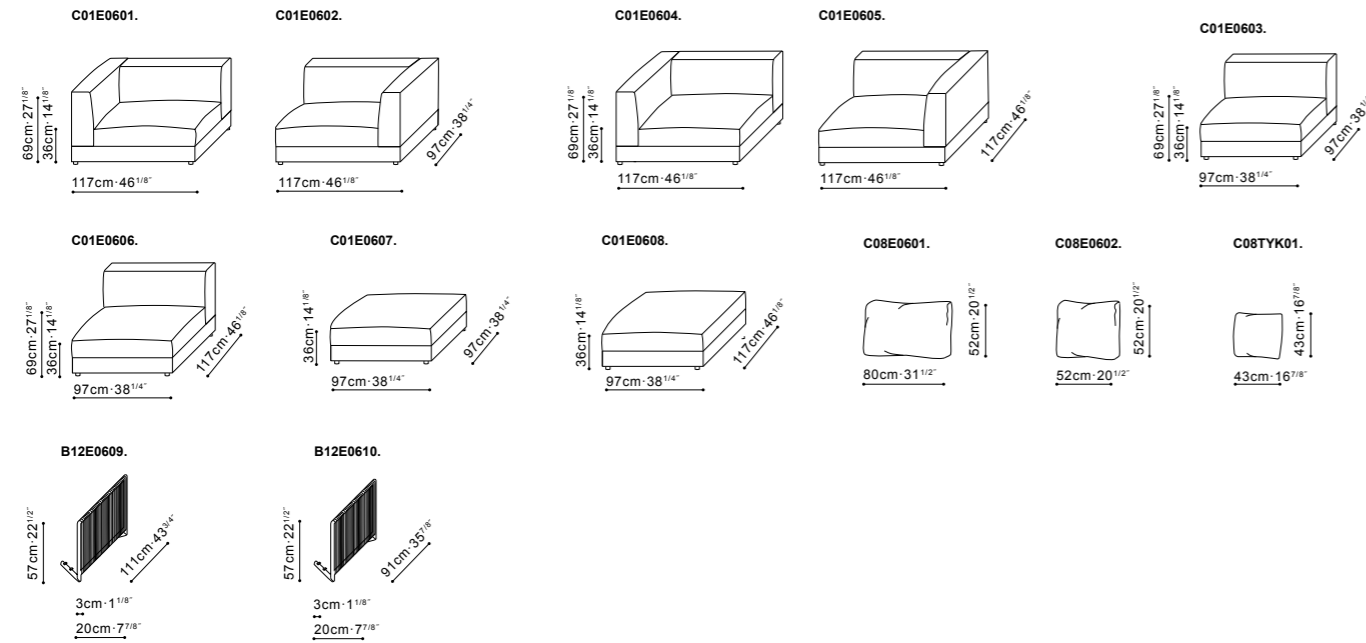 C01E0601.
69cm·27 1/8″
36cm·14 1/8″
117cm·46 1/8″
C01E0602.
117cm·46 1/8″
97cm·38 1/4″
C01E0604.
69cm·27 1/8″
36cm·14 1/8″
117cm·46 1/8″
C01E0605.
117cm·46 1/8″
117cm·46 1/8″
C01E0603.
69cm·27 1/8″
36cm·14 1/8″
97cm·38 1/4″
97cm·38
C01E0606.
69cm·27 1/8″
36cm·14 1/8″
97cm·38 1/4″
117cm·46 1/8″
C01E0607.
36cm·14 1/8″
97cm·38 1/4″
97cm·38 1/4″
C01E0608.
36cm·14 1/8″
97cm·38 1/4″
117cm·46 1/8″
C08E0601.
52cm·20 1/2″
80cm·31 1/2″
C08E0602.
52cm·20 1/2″
52cm·20 1/2″
C08TYK01.
43cm·16 7/8″
43cm·16 7/8″
B12E0609.
57cm·22 1/2″
111cm·43 3/4″
3cm·1 1/8″
20cm·7 7/8″
B12E0610.
57cm·22 1/2″
91cm·35 7/8″
3cm·1 1/8″
20cm·7 7/8″